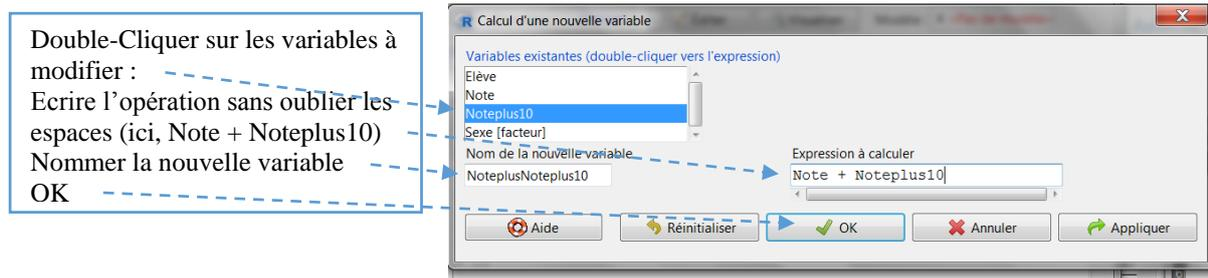 Double-Cliquer sur les variables à
modifier :
Ecrire l’opération sans oublier les
espaces (ici, Note + Noteplus10)
Nommer la nouvelle variable
OK
R Calcul d'une nouvelle variable
Variables existantes (double-cliquer vers l'expression)
Elève
Note
Noteplus10
Sexe [facteur]
Nom de la nouvelle variable
NoteplusNoteplus10
Expression à calculer
Note + Noteplus10
Aide
Réinitialiser
OK
Annuler
Appliquer